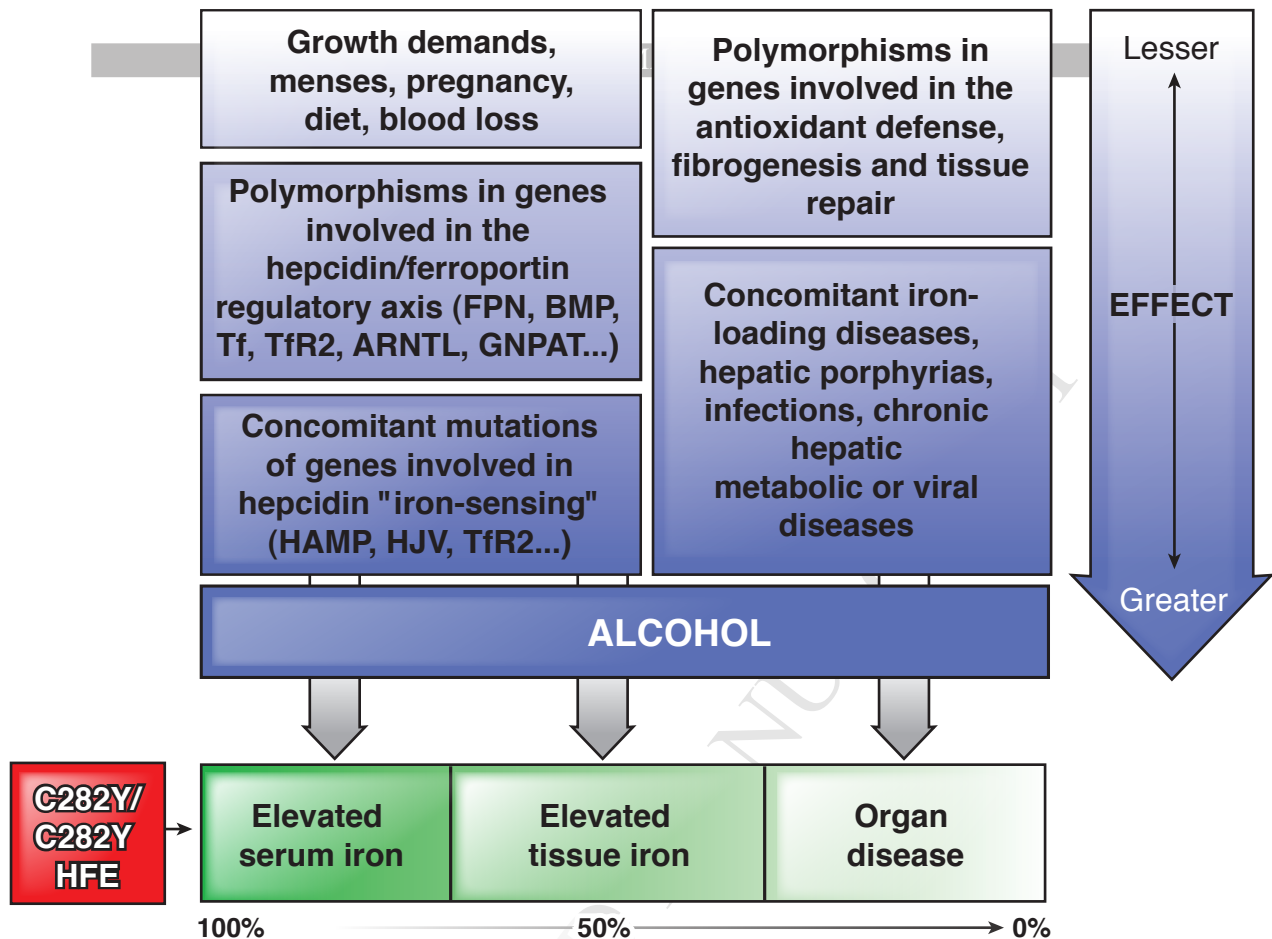 Growth demands,
menses, pregnancy,
diet, blood loss
Polymorphisms in genes
involved in the
hepcidin/ferroportin
regulatory axis (FPN, BMP,
Tf, TfR2, ARNTL, GNPAT...)
Concomitant mutations
of genes involved in
hepcidin "iron-sensing"
(HAMP, HJV, TfR2...)
Polymorphisms in
genes involved in the
antioxidant defense,
fibrogenesis and tissue
repair
Concomitant iron-
loading diseases,
hepatic porphyrias,
infections, chronic
hepatic
metabolic or viral
diseases
Lesser
EFFECT
Greater
ALCOHOL
C282Y/
C282Y
HFE
Elevated
serum iron
Elevated
tissue iron
Organ
disease
100%
50%
0%